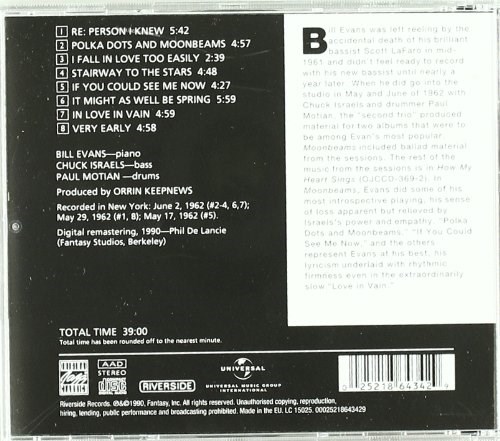 1 RE: PERSON I KNEW 5:42
2 POLKA DOTS AND MOONBEAMS 4:57
3 I FALL IN LOVE TOO EASILY 2:39
4 STAIRWAY TO THE STARS 4:48
5 IF YOU COULD SEE ME NOW 4:27
6 IT MIGHT AS WELL BE SPRING 5:59
7 IN LOVE IN VAIN 4:59
8 VERY EARLY 4:58
BILL EVANS—piano
CHUCK ISRAELS—bass
PAUL MOTIAN—drums
Produced by ORRIN KEEPNEWS
Recorded in New York: June 2, 1962 (#2-4, 6,7);
May 29, 1962 (#1, 8); May 17, 1962 (#5).
Digital remastering, 1990—Phil De Lancie
(Fantasy Studios, Berkeley)
Bill Evans was left reeling by the
accidental death of his brilliant
bassist Scott LaFaro in mid-
1961 and didn't feel ready to record
with his new bassist until nearly a
year later. When he did go into the
studio in May and June of 1962 with
Chuck Israels and drummer Paul
Motian, the "second trio" produced
material for two albums that were to
be among Evan's most popular.
Moonbeams included ballad material
from the sessions. The rest of the
music from the sessions is in How My
Heart Sings (OJCCD-369-2). In
Moonbeams, Evans did some of his
most introspective playing, his sense
of loss apparent but relieved by
Israels's power and empathy. "Polka
Dots and Moonbeams," "If You Could
See Me Now," and the others
represent Evans at his best, his
lyricism underlaid with rhythmic
firmness even in the extraordinarily
slow "Love in Vain."
TOTAL TIME 39:00
Total time has been rounded off to the nearest minute.
AAD
STEREO
COMPACT disc DIGITAL AUDIO
RIVERSIDE
UNIVERSAL
UNIVERSAL MUSIC GROUP
INTERNATIONAL
0 25218 64342 9
Riverside Records. ℗&©1990, Fantasy, Inc. All rights reserved. Unauthorised copying, reproduction,
hiring, lending, public performance and broadcasting prohibited. Made in the EU. LC 15025. 00025218643429